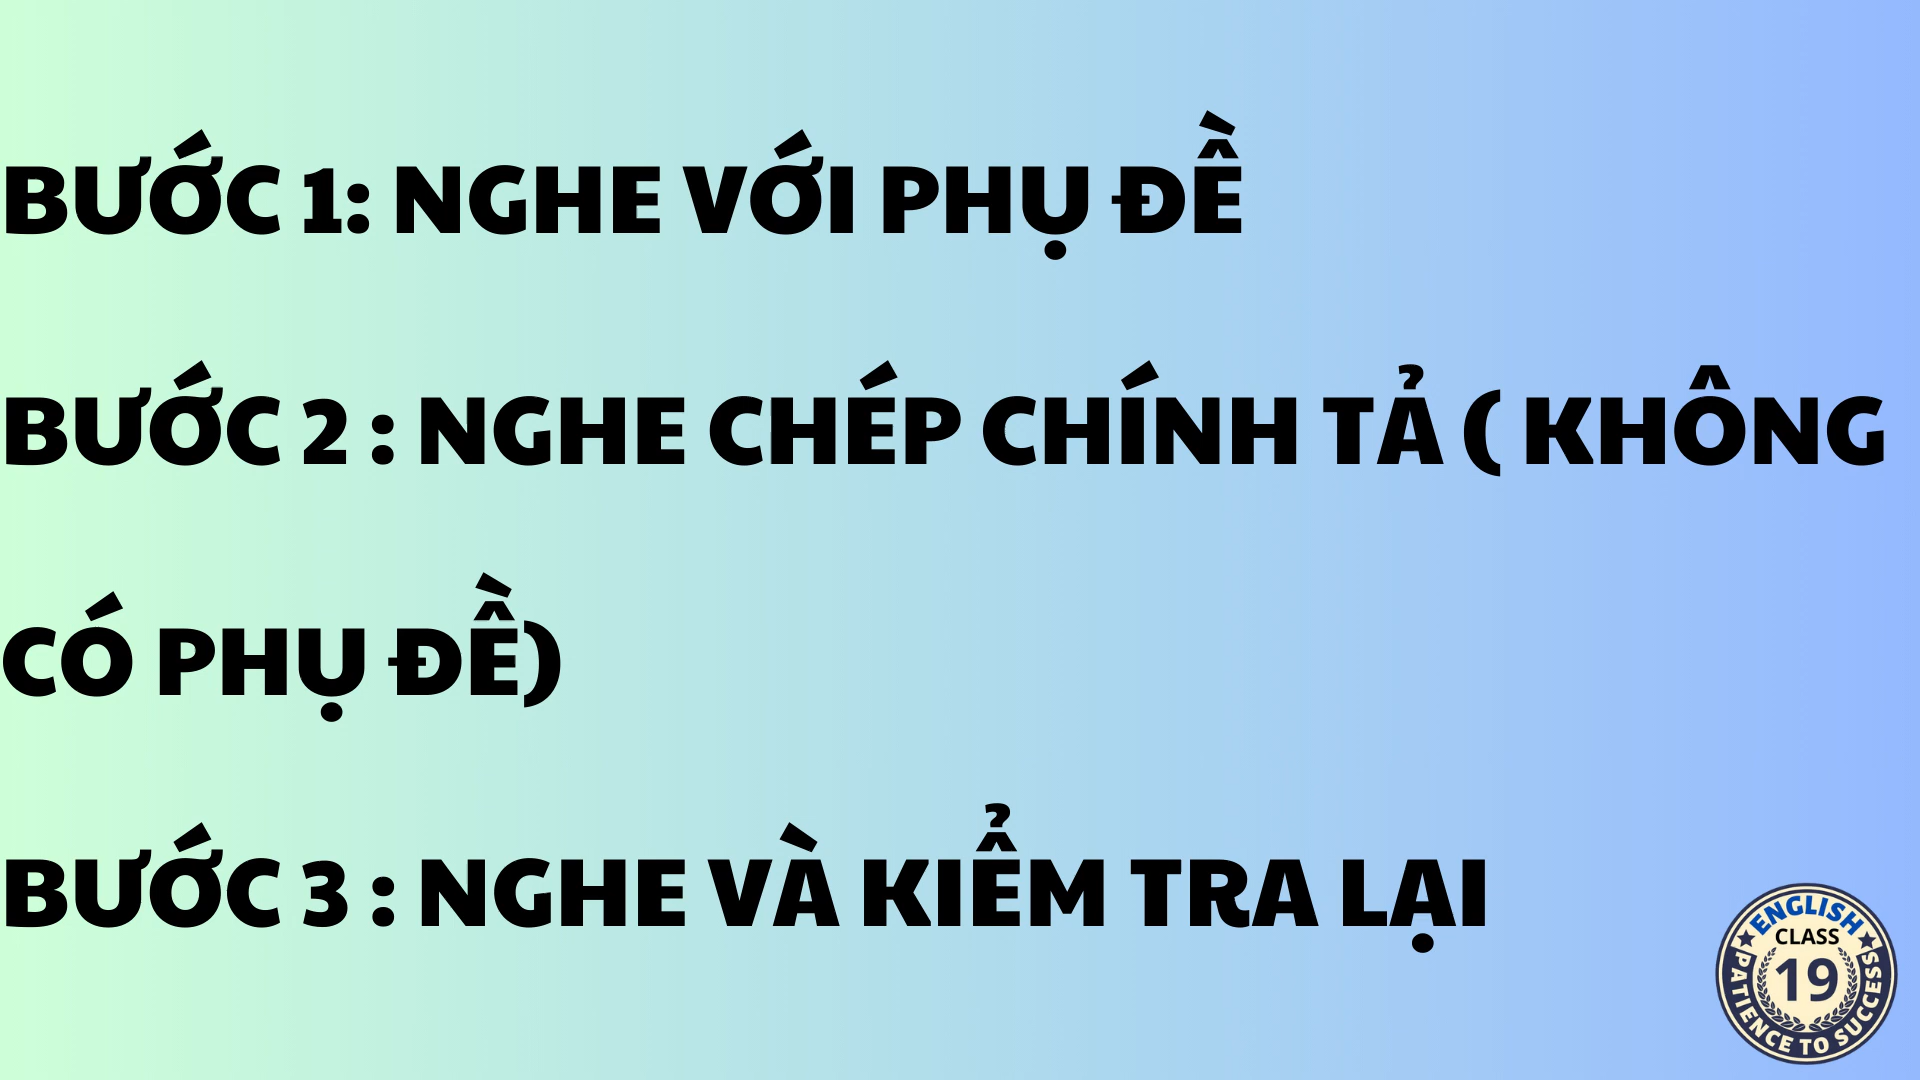 BƯỚC 1: NGHE VỚI PHỤ ĐỀ
BƯỚC 2 : NGHE CHÉP CHÍNH TẢ ( KHÔNG
CÓ PHỤ ĐỀ)
BƯỚC 3 : NGHE VÀ KIỂM TRA LẠI
ENGLISH
CLASS
19
PATIENCE TO SUCCESS